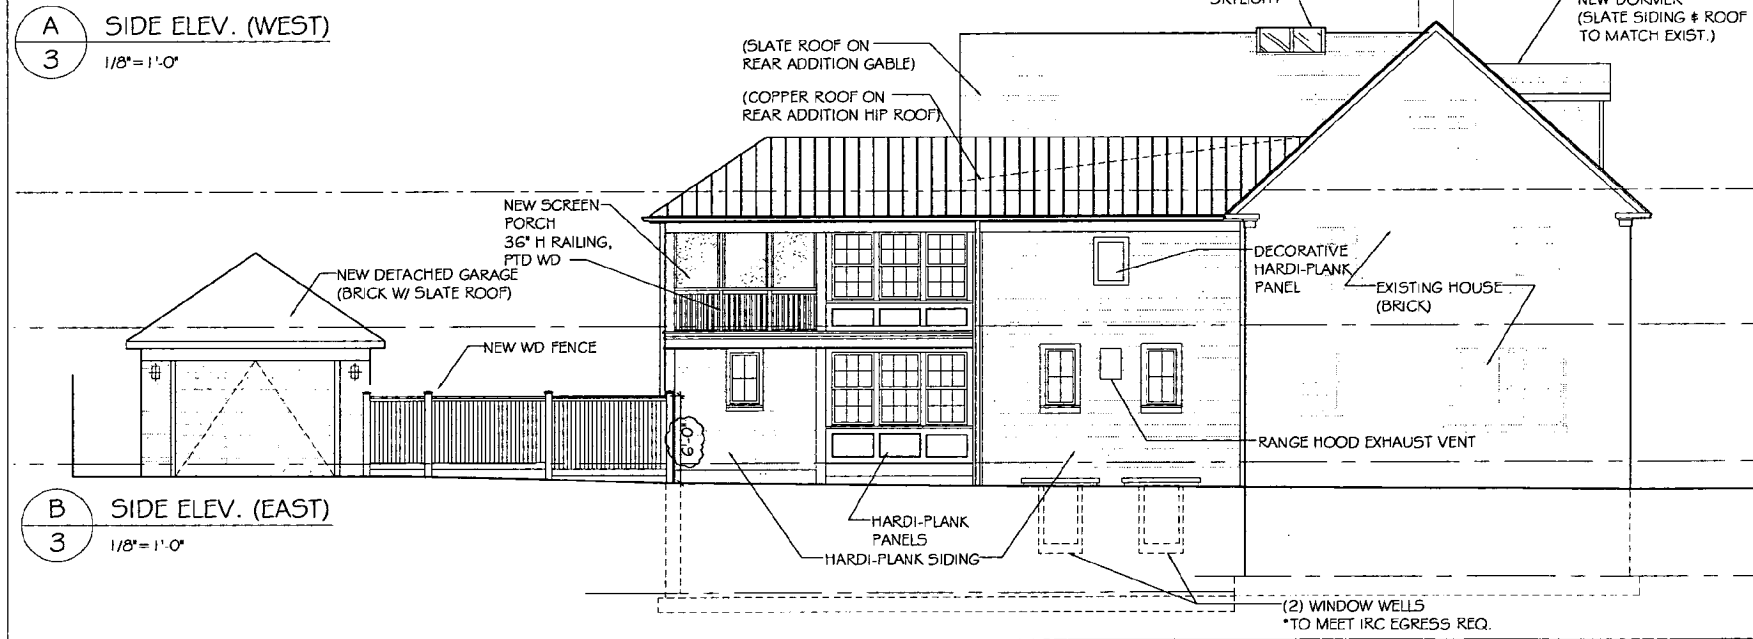 A
3
SIDE ELEV. (WEST)
1/8"=1'-0"
SKYLIGHT
NEW DORMER
(SLATE SIDING & ROOF
TO MATCH EXIST.)
(SLATE ROOF ON
REAR ADDITION GABLE)
(COPPER ROOF ON
REAR ADDITION HIP ROOF)
NEW SCREEN
PORCH
36" H RAILING,
PTD WD
NEW DETACHED GARAGE
(BRICK W/ SLATE ROOF)
NEW WD FENCE
DECORATIVE
HARDI-PLANK
PANEL
EXISTING HOUSE
(BRICK)
6'-0"
RANGE HOOD EXHAUST VENT
B
3
SIDE ELEV. (EAST)
1/8"=1'-0"
HARDI-PLANK
PANELS
HARDI-PLANK SIDING
(2) WINDOW WELLS
*TO MEET IRC EGRESS REQ.